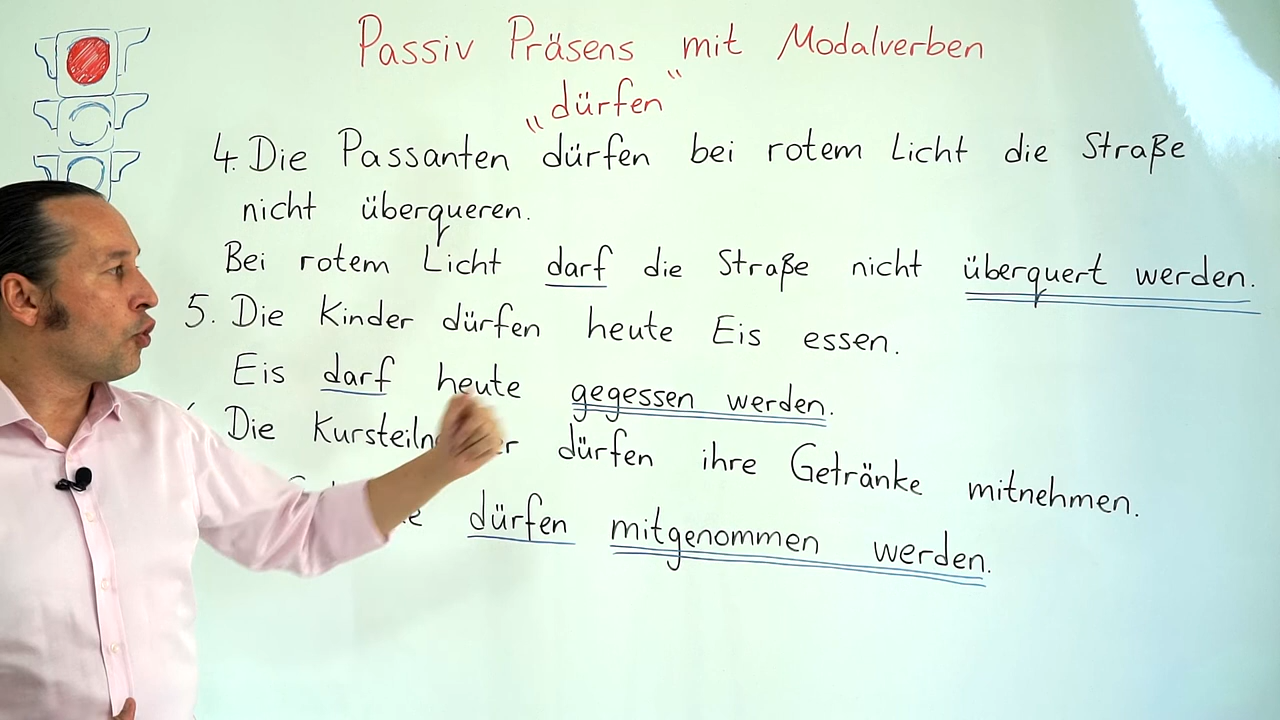 Passiv Präsens mit Modalverben
"dürfen"
4. Die Passanten dürfen bei rotem Licht die Straße
nicht überqueren.
Bei rotem Licht darf die Straße nicht überquert werden.
5. Die Kinder dürfen heute Eis essen.
Eis darf heute gegessen werden.
Die dürfen ihre Getränke mitnehmen.
dürfen mitgenommen werden.